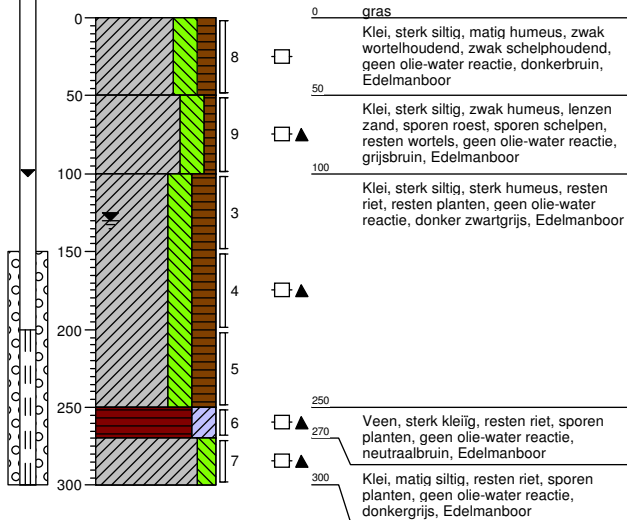 0
50
100
150
200
250
300
8
9
3
4
5
6
7
0 gras
Klei, sterk siltig, matig humeus, zwak
wortelhoudend, zwak schelphoudend,
geen olie-water reactie, donkerbruin,
Edelmanboor
50
Klei, sterk siltig, zwak humeus, lenzen
zand, sporen roest, sporen schelpen,
resten wortels, geen olie-water reactie,
grijsbruin, Edelmanboor
100
Klei, sterk siltig, sterk humeus, resten
riet, resten planten, geen olie-water
reactie, donker zwartgrijs, Edelmanboor
250
Veen, sterk kleiïg, resten riet, sporen
planten, geen olie-water reactie,
neutraalbruin, Edelmanboor
270
Klei, matig siltig, resten riet, sporen
planten, geen olie-water reactie,
donkergrijs, Edelmanboor
300